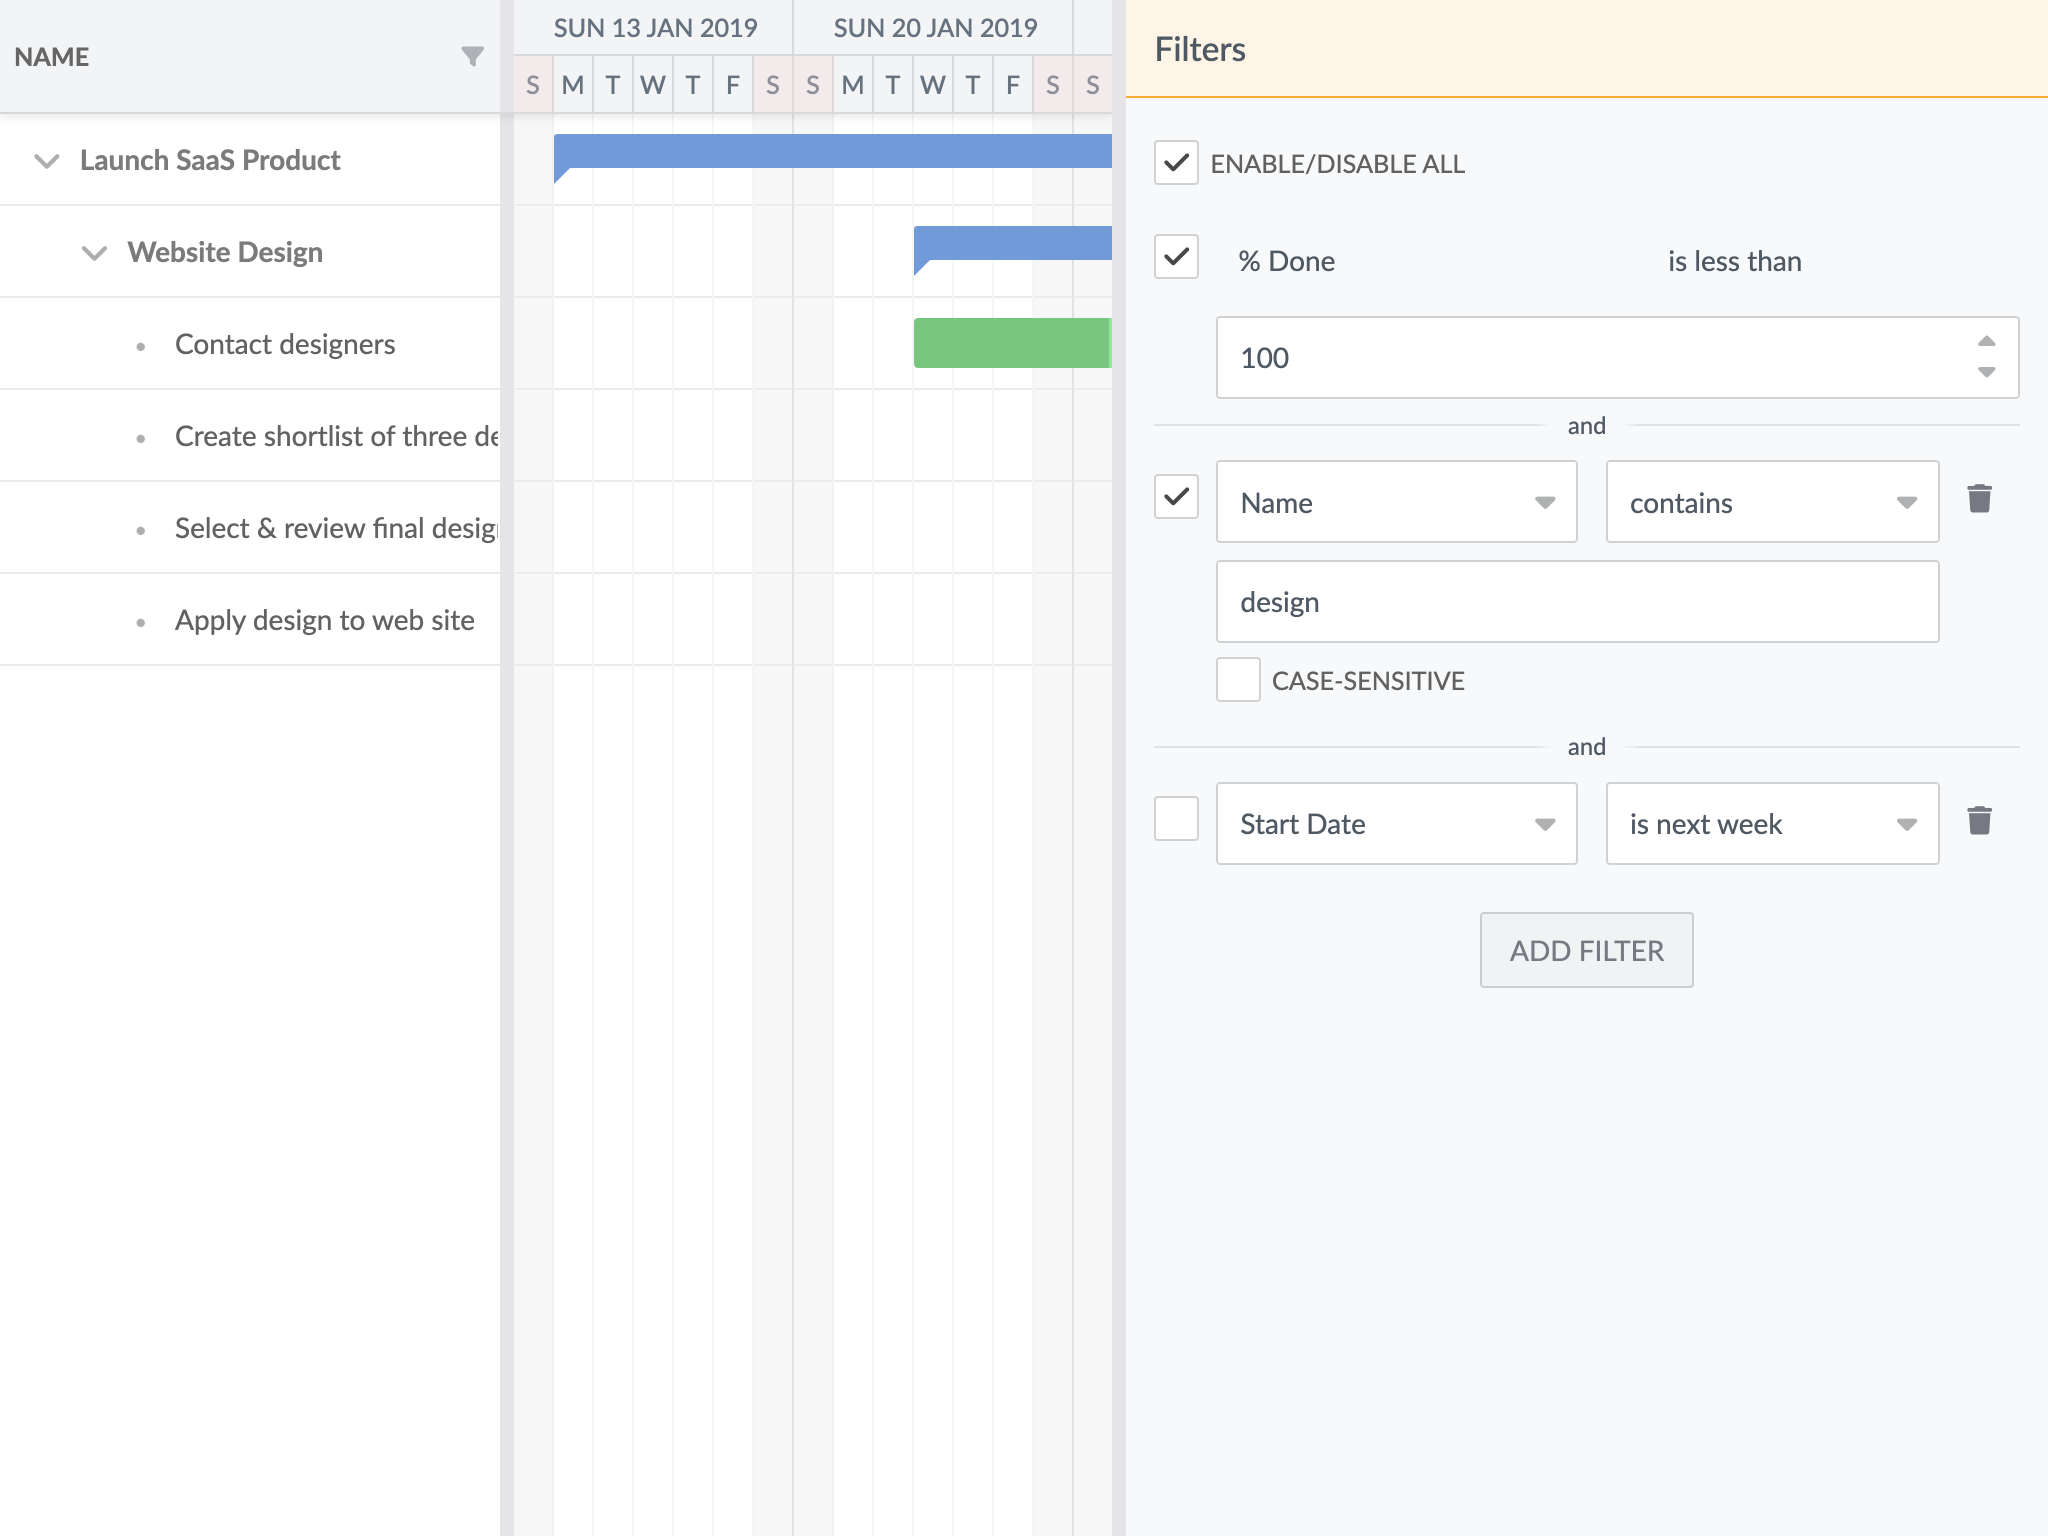 NAME
SUN 13 JAN 2019 SUN 20 JAN 2019
S M T W T F S S M T W T F S S
Launch SaaS Product
Website Design
Contact designers
Create shortlist of three de
Select & review final desig
Apply design to web site
Filters
ENABLE/DISABLE ALL
% Done is less than
100
and
Name contains
design
CASE-SENSITIVE
and
Start Date is next week
ADD FILTER